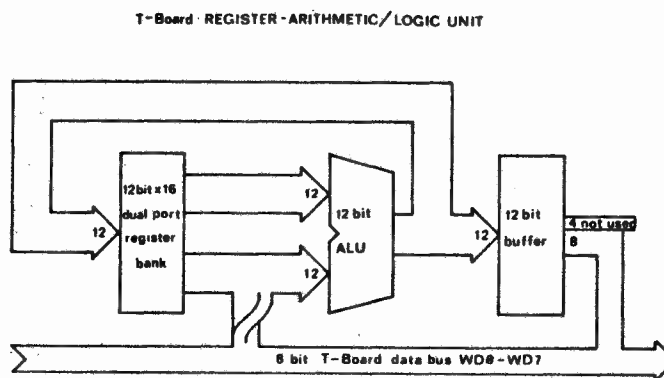 T-Board REGISTER-ARITHMETIC/LOGIC UNIT
12bit x 16
dual port
register
bank
12
12
12
12 bit
ALU
12
12 bit
buffer
4 not used
8
8 bit T-Board data bus WD0-WD7